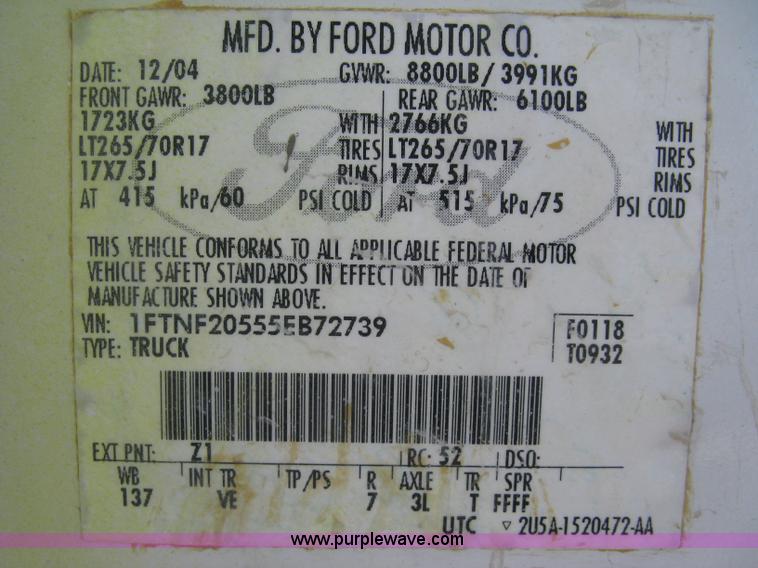 MFD. BY FORD MOTOR CO.
DATE: 12/04 GVWR: 8800LB/ 3991KG
FRONT GAWR: 3800LB REAR GAWR: 6100LB
1723KG WITH 2766KG WITH
LT265/70R17 TIRES LT265/70R17 TIRES
17X7.5J RIMS 17X7.5J RIMS
AT 415 kPa/60 PSI COLD AT 515 kPa/75 PSI COLD
Ford
THIS VEHICLE CONFORMS TO ALL APPLICABLE FEDERAL MOTOR
VEHICLE SAFETY STANDARDS IN EFFECT ON THE DATE OF
MANUFACTURE SHOWN ABOVE.
VIN: 1FTNF20555EB72739 F0118
TYPE: TRUCK T0932
EXT PNT: Z1 RC: 52 DSO:
WB INT TR TP/PS R AXLE TR SPR
137 VE 7 3L T FFFF
UTC ▽ 2U5A-1520472-AA
www.purplewave.com